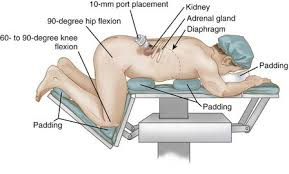 10-mm port placement
Kidney
Adrenal gland
Diaphragm
90-degree hip flexion
60- to 90-degree knee
flexion
Padding
Padding
Padding